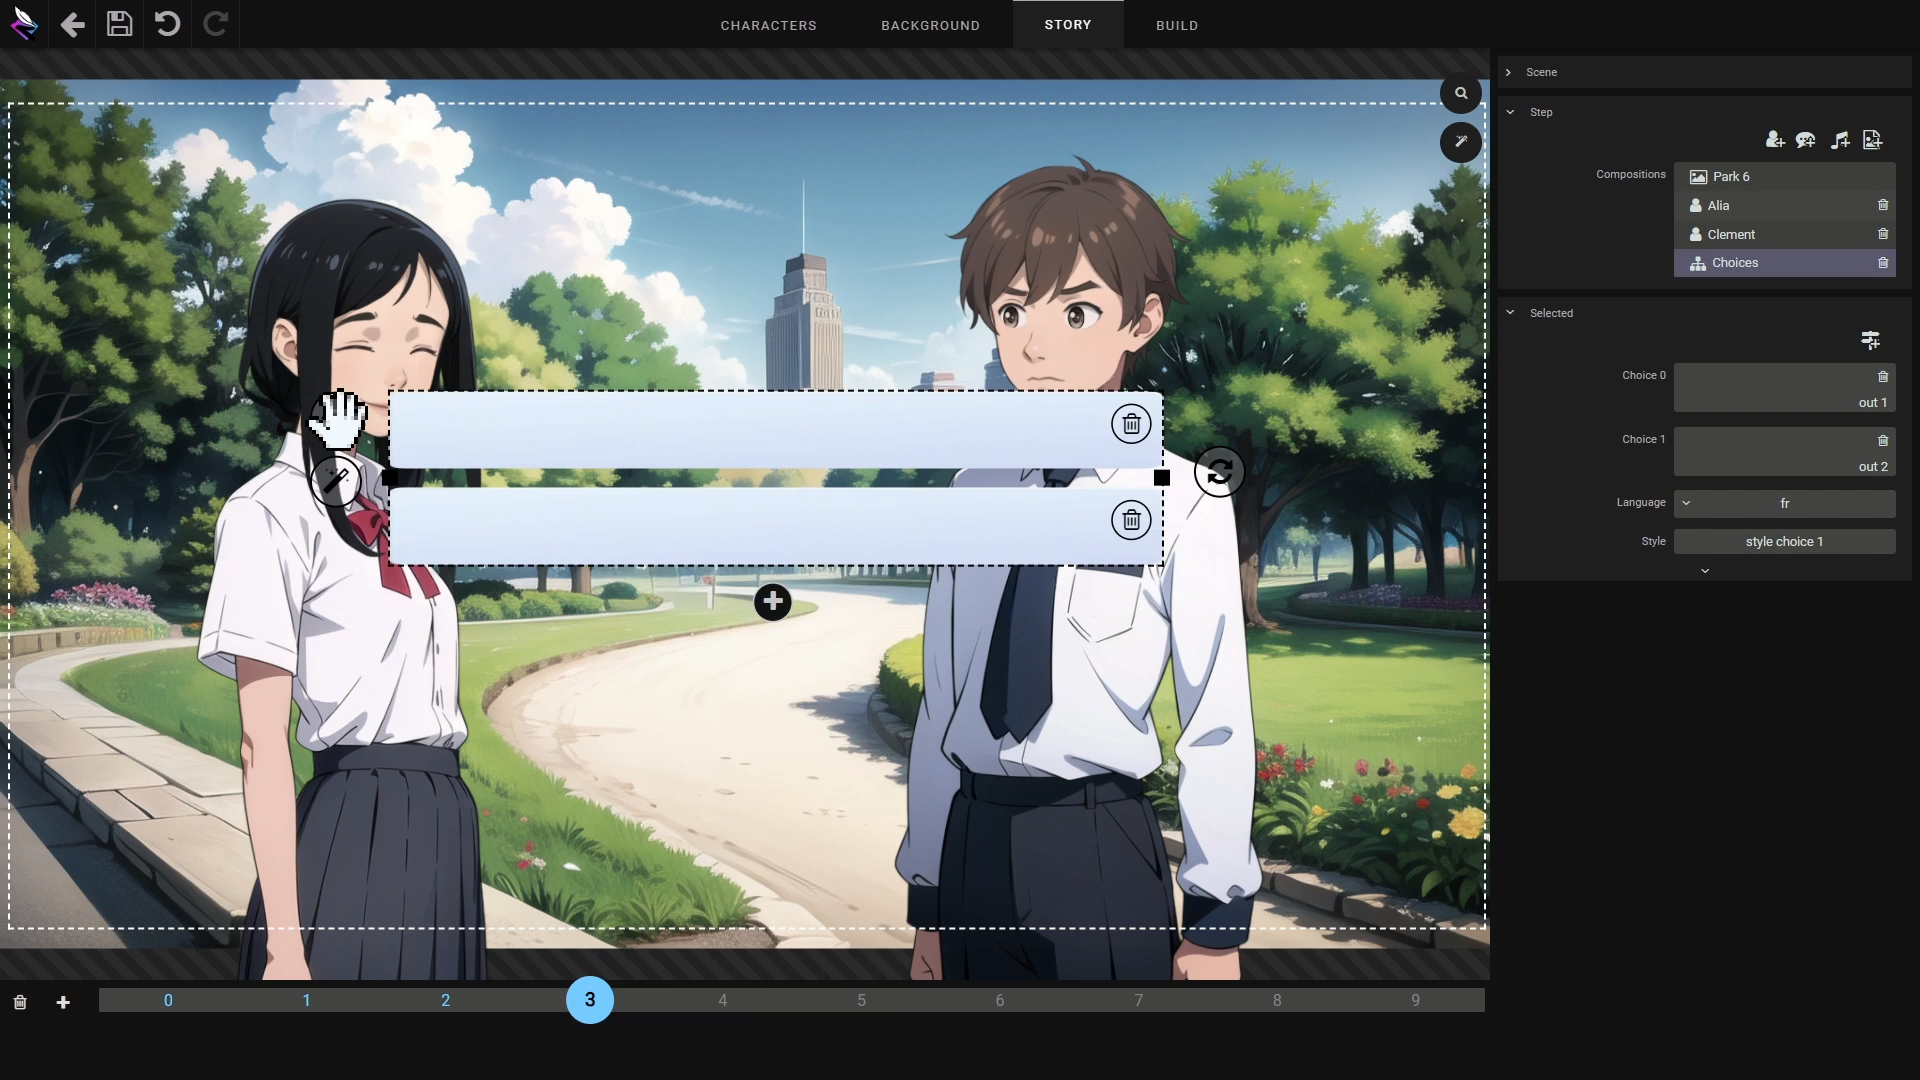 CHARACTERS BACKGROUND STORY BUILD
Scene
Step
Compositions
Park 6
Alia
Clement
Choices
Selected
Choice 0
out 1
Choice 1
out 2
Language fr
Style style choice 1
0 1 2 3 4 5 6 7 8 9